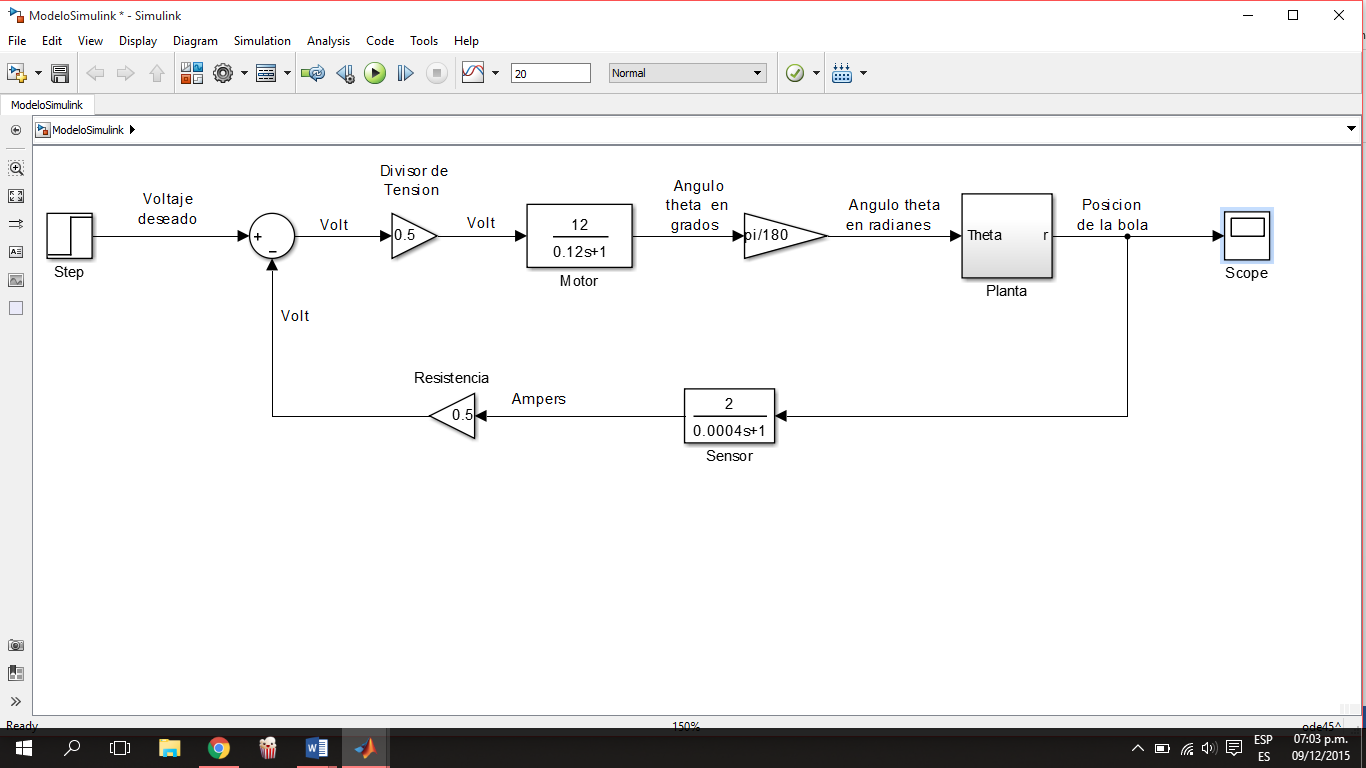 ModeloSimulink * - Simulink
File Edit View Display Diagram Simulation Analysis Code Tools Help
20
Normal
ModeloSimulink
ModeloSimulink
Voltaje
deseado
Step
+
−
Volt
Divisor de
Tension
0.5
Volt
12
0.12s+1
Motor
Angulo
theta en
grados
pi/180
Angulo theta
en radianes
Theta r
Planta
Posicion
de la bola
Scope
Volt
Resistencia
0.5
Ampers
2
0.0004s+1
Sensor
Ready
150%
ode45
ESP
ES
07:03 p.m.
09/12/2015